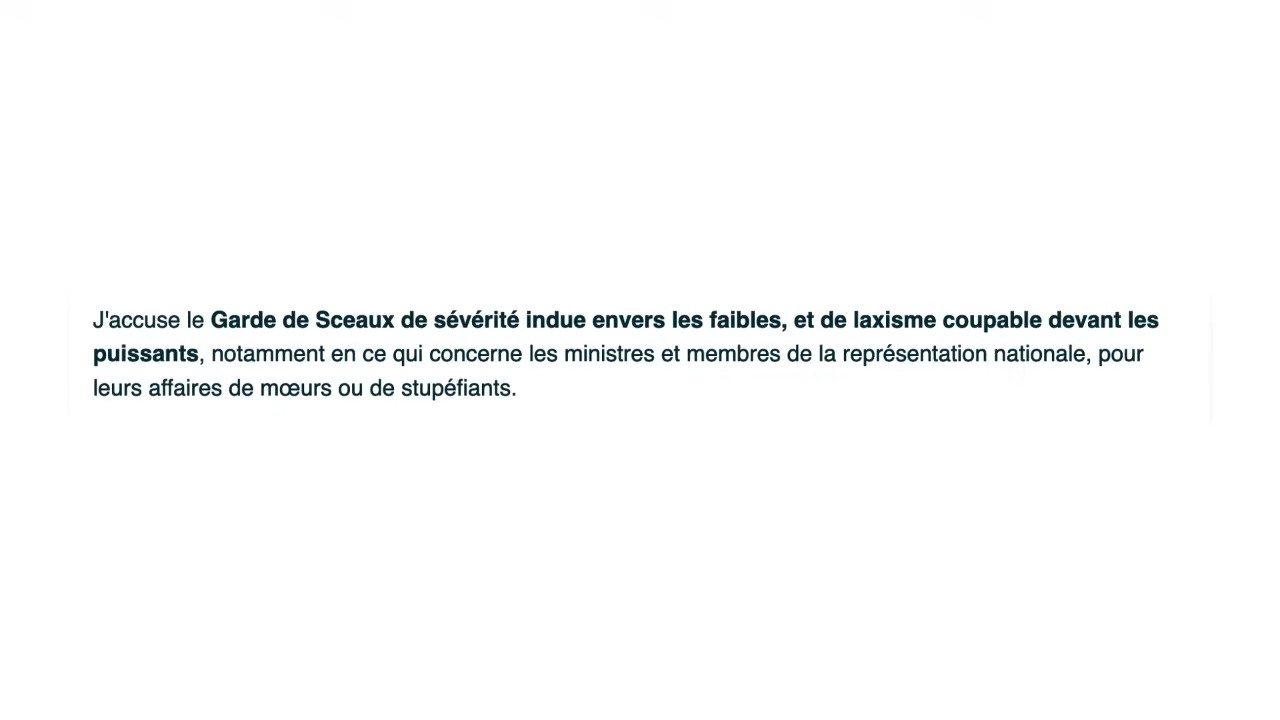 J'accuse le Garde de Sceaux de sévérité indue envers les faibles, et de laxisme coupable devant les
puissants, notamment en ce qui concerne les ministres et membres de la représentation nationale, pour
leurs affaires de mœurs ou de stupéfiants.